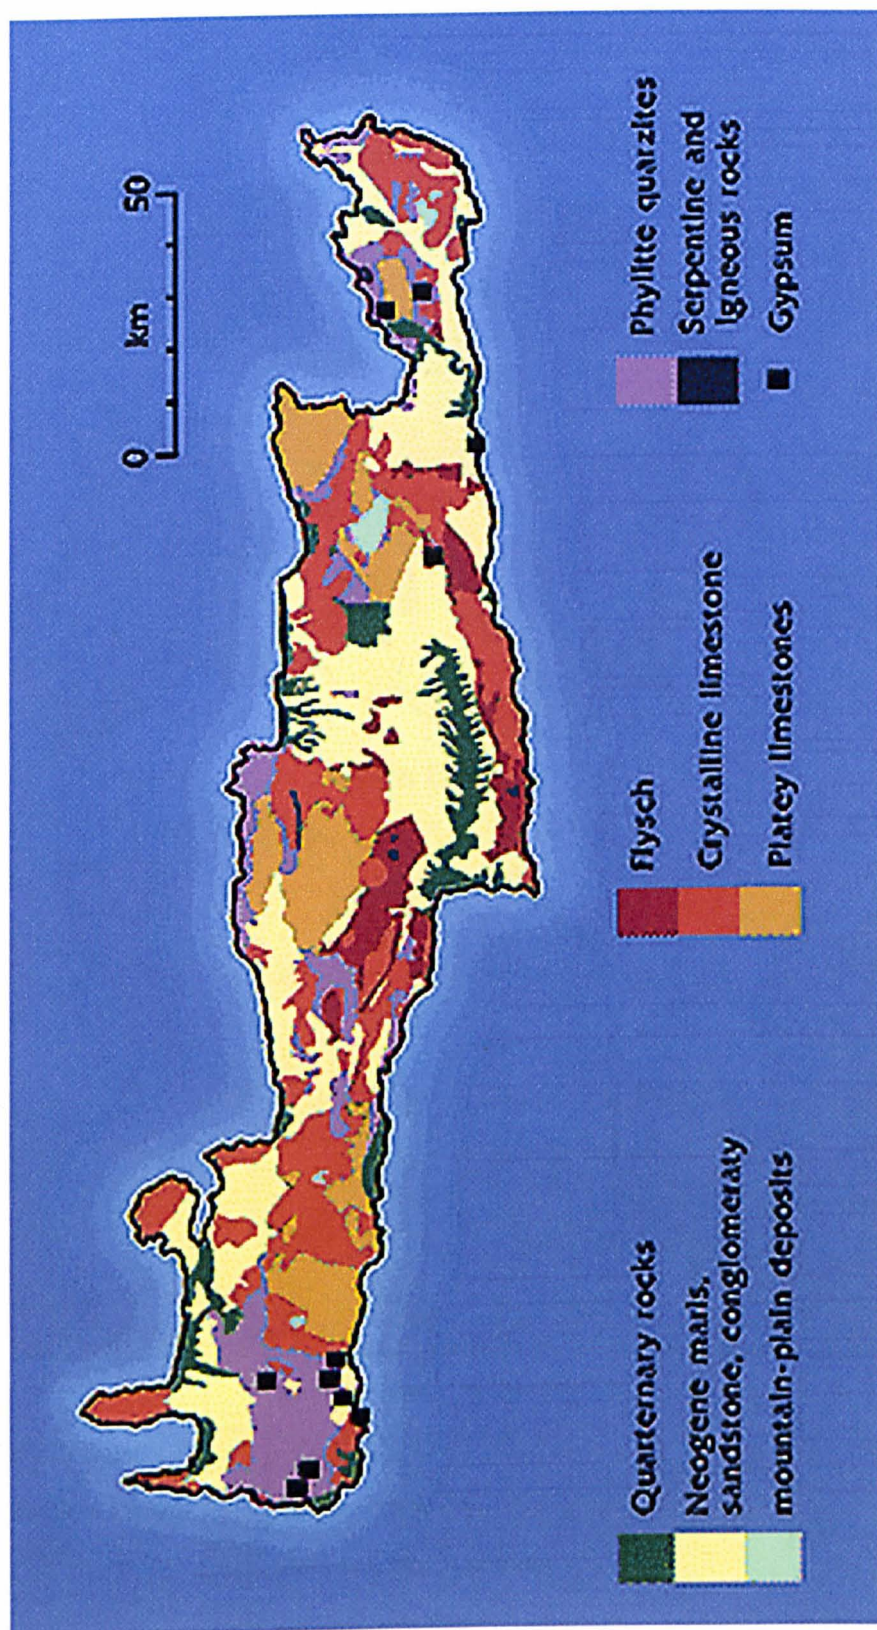 0 km 50
Quarternary rocks
Neogene marls,
sandstone, conglomeraty
mountain-plain deposits
flysch
Crystalline limestone
Platey limestones
Phyllitte quarzites
Serpentine and
Igneous rocks
Gypsum